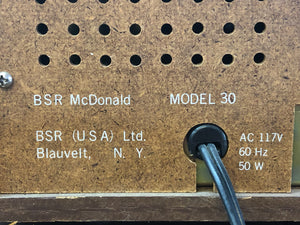 BSR McDonald MODEL 30
BSR (USA) Ltd.
Blauvelt, N. Y
AC 117V
60 Hz
50 W